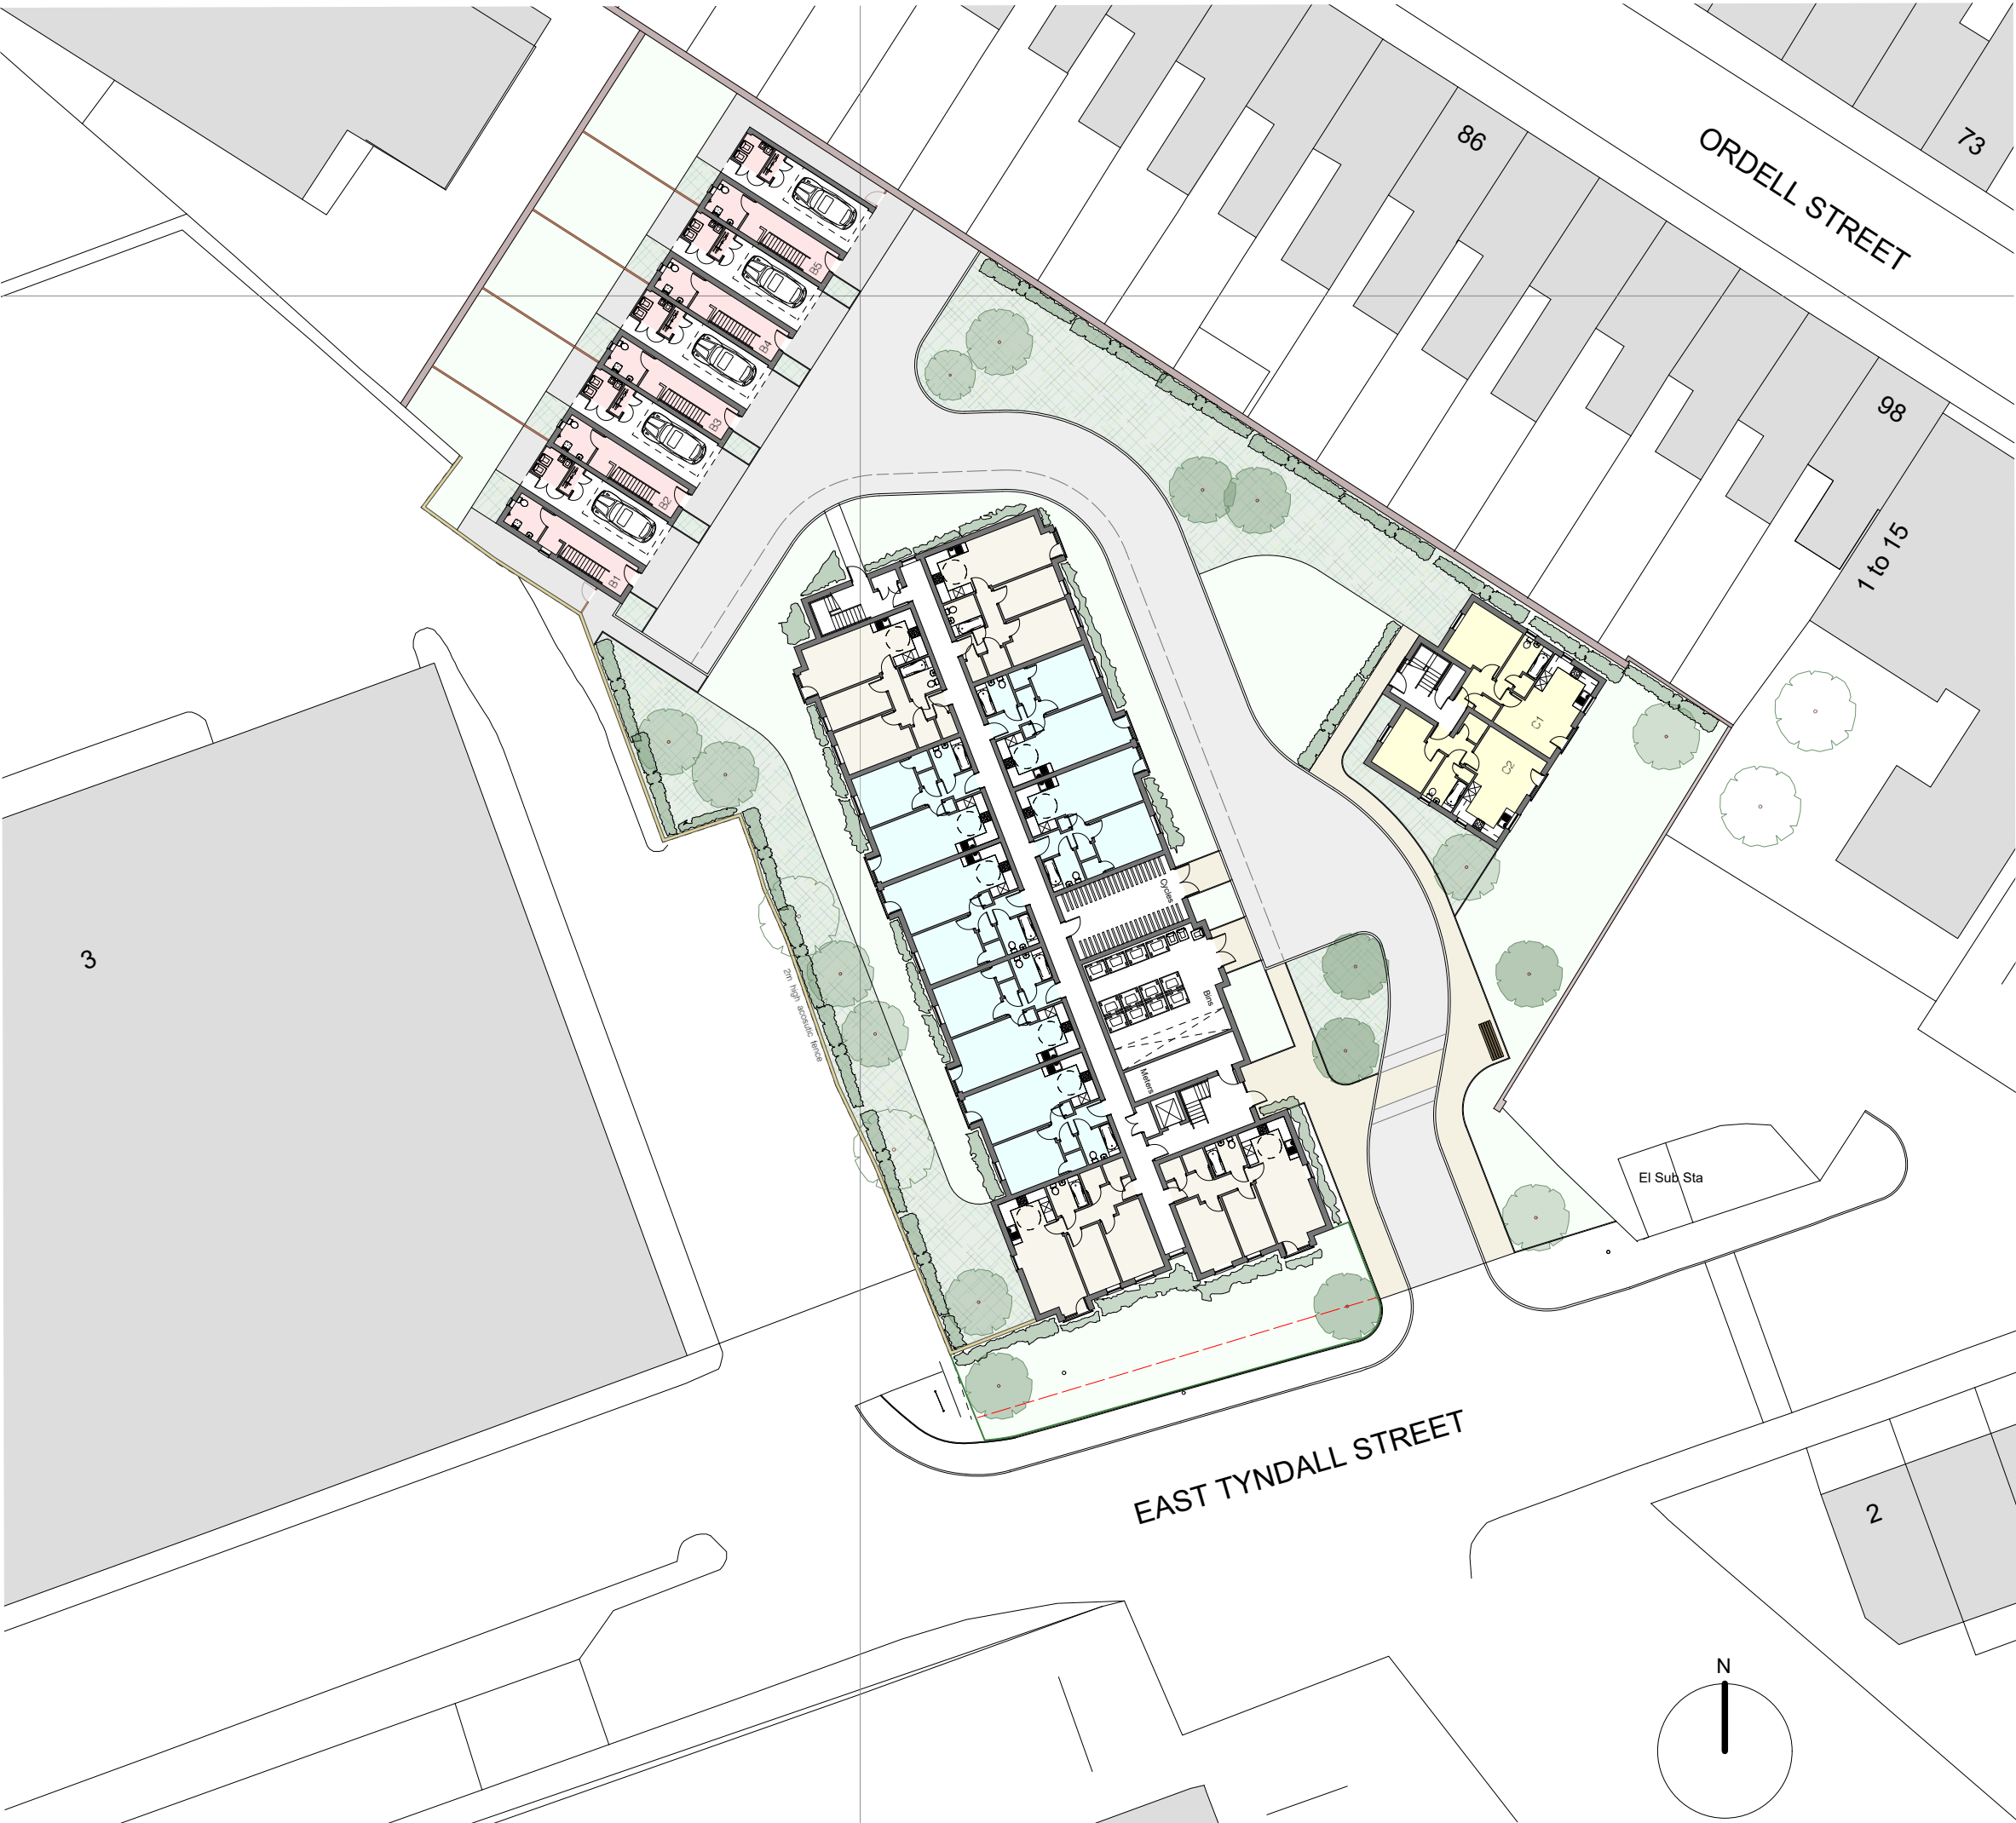 73
86
ORDELL STREET
B5
B4
98
B3
B2
1 to 15
B1
C1
C2
Cycles
3
Bins
2m high acosutic fence
Meters
El Sub Sta
EAST TYNDALL STREET
2
N